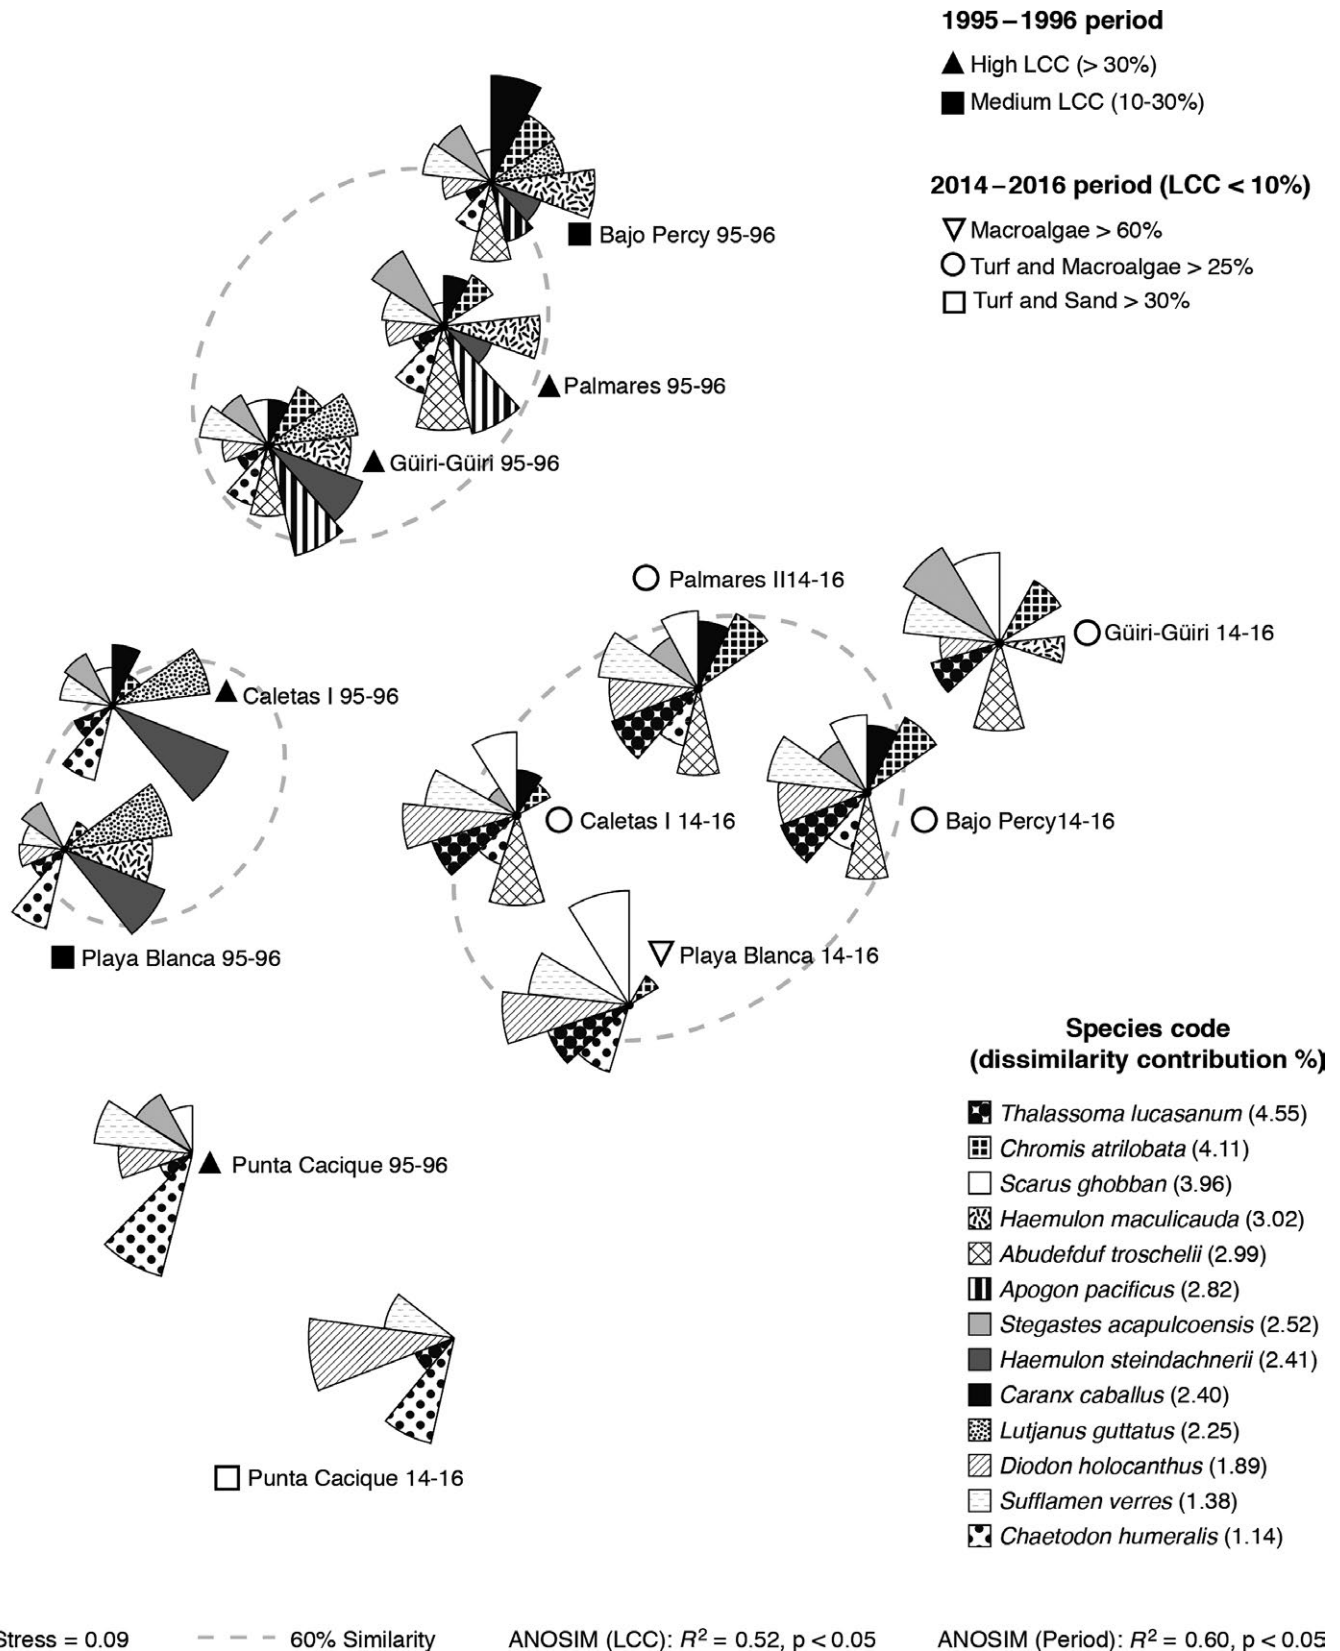 1995–1996 period
High LCC (> 30%)
Medium LCC (10-30%)
2014–2016 period (LCC < 10%)
Macroalgae > 60%
Turf and Macroalgae > 25%
Turf and Sand > 30%
Bajo Percy 95-96
Palmares 95-96
Güiri-Güiri 95-96
Palmares II14-16
Güiri-Güiri 14-16
Caletas I 95-96
Caletas I 14-16
Bajo Percy14-16
Playa Blanca 95-96
Playa Blanca 14-16
Punta Cacique 95-96
Punta Cacique 14-16
Species code
(dissimilarity contribution %)
Thalassoma lucasanum (4.55)
Chromis atrilobata (4.11)
Scarus ghobban (3.96)
Haemulon maculicauda (3.02)
Abudefduf troschelii (2.99)
Apogon pacificus (2.82)
Stegastes acapulcoensis (2.52)
Haemulon steindachnerii (2.41)
Caranx caballus (2.40)
Lutjanus guttatus (2.25)
Diodon holocanthus (1.89)
Sufflamen verres (1.38)
Chaetodon humeralis (1.14)
Stress = 0.09 60% Similarity ANOSIM (LCC): R² = 0.52, p < 0.05 ANOSIM (Period): R² = 0.60, p < 0.05